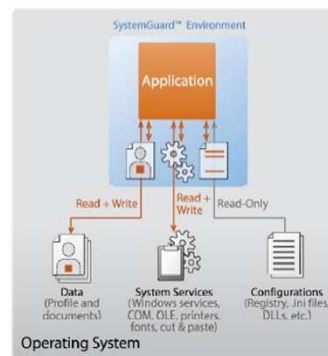 SystemGuard™ Environment
Application
Read + Write
Read +
Write
Read-Only
Data
(Profile and
documents)
System Services
(Windows services,
COM, OLE, printers,
fonts, cut & paste)
Configurations
(Registry, .ini files,
DLLs, etc.)
Operating System